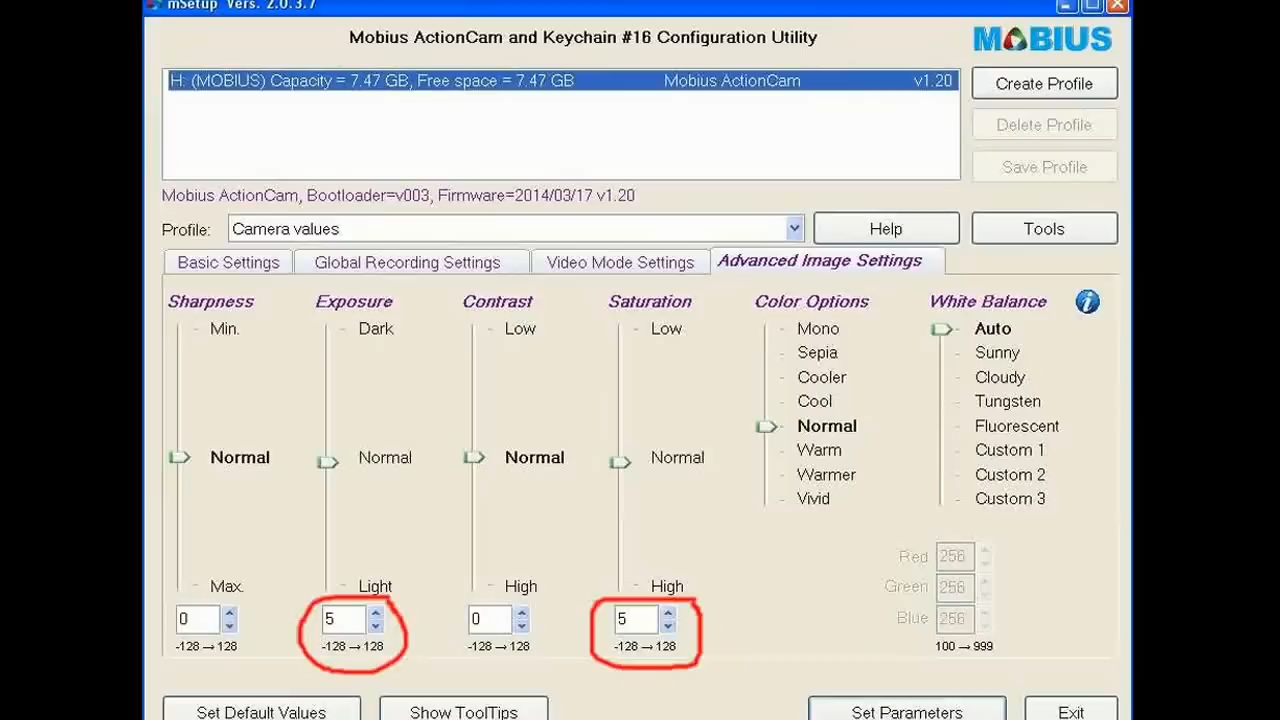 mSetup Vers. 2.0.3.7
Mobius ActionCam and Keychain #16 Configuration Utility
MOBIUS
H: (MOBIUS) Capacity = 7.47 GB, Free space = 7.47 GB Mobius ActionCam v1.20
Create Profile
Delete Profile
Save Profile
Mobius ActionCam, Bootloader=v003, Firmware=2014/03/17 v1.20
Profile: Camera values Help Tools
Basic Settings Global Recording Settings Video Mode Settings Advanced Image Settings
Sharpness Exposure Contrast Saturation Color Options White Balance
Min. Dark Low Low Mono Auto
Sepia Sunny
Cooler Cloudy
Cool Tungsten
Normal Fluorescent
Warm Custom 1
Normal Normal Normal Normal
Warmer Custom 2
Vivid Custom 3
Red 256
Max. Light High High Green 256
0 5 0 5 Blue 256
-128→128 -128→128 -128→128 -128→128 100→999
Set Default Values Show ToolTips Set Parameters Exit